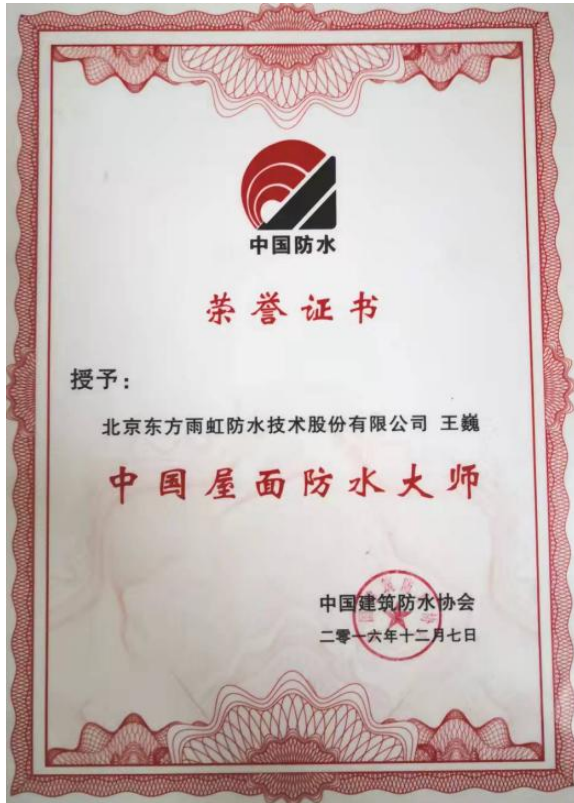 中国防水
荣誉证书
授予：
北京东方雨虹防水技术股份有限公司 王巍
中国屋面防水大师
中国建筑防水协会
二零一六年十二月七日